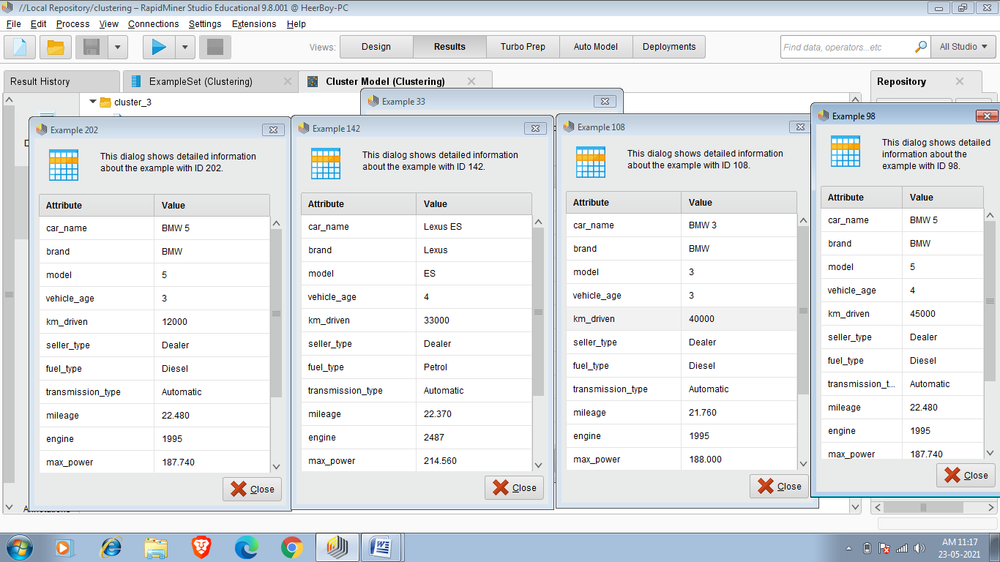 //Local Repository/clustering – RapidMiner Studio Educational 9.8.001 @ HeerBoy-PC
File Edit Process View Connections Settings Extensions Help
Views: Design Results Turbo Prep Auto Model Deployments Find data, operators...etc All Studio
Result History ExampleSet (Clustering) Cluster Model (Clustering) Repository
cluster_3
Example 33
Example 202
This dialog shows detailed information
about the example with ID 202.
Attribute Value
car_name BMW 5
brand BMW
model 5
vehicle_age 3
km_driven 12000
seller_type Dealer
fuel_type Diesel
transmission_type Automatic
mileage 22.480
engine 1995
max_power 187.740
Close
Example 142
This dialog shows detailed information
about the example with ID 142.
Attribute Value
car_name Lexus ES
brand Lexus
model ES
vehicle_age 4
km_driven 33000
seller_type Dealer
fuel_type Petrol
transmission_type Automatic
mileage 22.370
engine 2487
max_power 214.560
Close
Example 108
This dialog shows detailed information
about the example with ID 108.
Attribute Value
car_name BMW 3
brand BMW
model 3
vehicle_age 3
km_driven 40000
seller_type Dealer
fuel_type Diesel
transmission_type Automatic
mileage 21.760
engine 1995
max_power 188.000
Close
Example 98
This dialog shows detailed
information about the
example with ID 98.
Attribute Value
car_name BMW 5
brand BMW
model 5
vehicle_age 4
km_driven 45000
seller_type Dealer
fuel_type Diesel
transmission_t... Automatic
mileage 22.480
engine 1995
max_power 187.740
Close
AM 11:17
23-05-2021